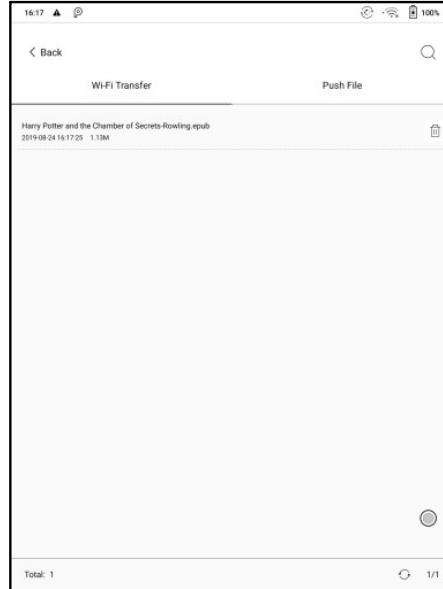 16:17 100%
Back
Wi-Fi Transfer Push File
Harry Potter and the Chamber of Secrets-Rowling.epub
2019-08-24 16:17:25 1.13M
Total: 1 1/1